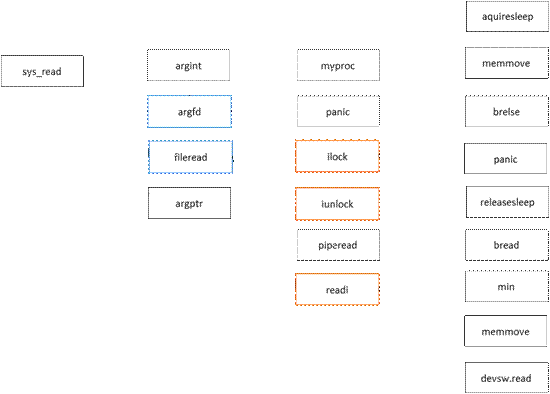 sys_read
argint
argfd
fileread
argptr
myproc
panic
ilock
iunlock
piperead
readi
aquiresleep
memmove
brelse
panic
releasesleep
bread
min
memmove
devsw.read